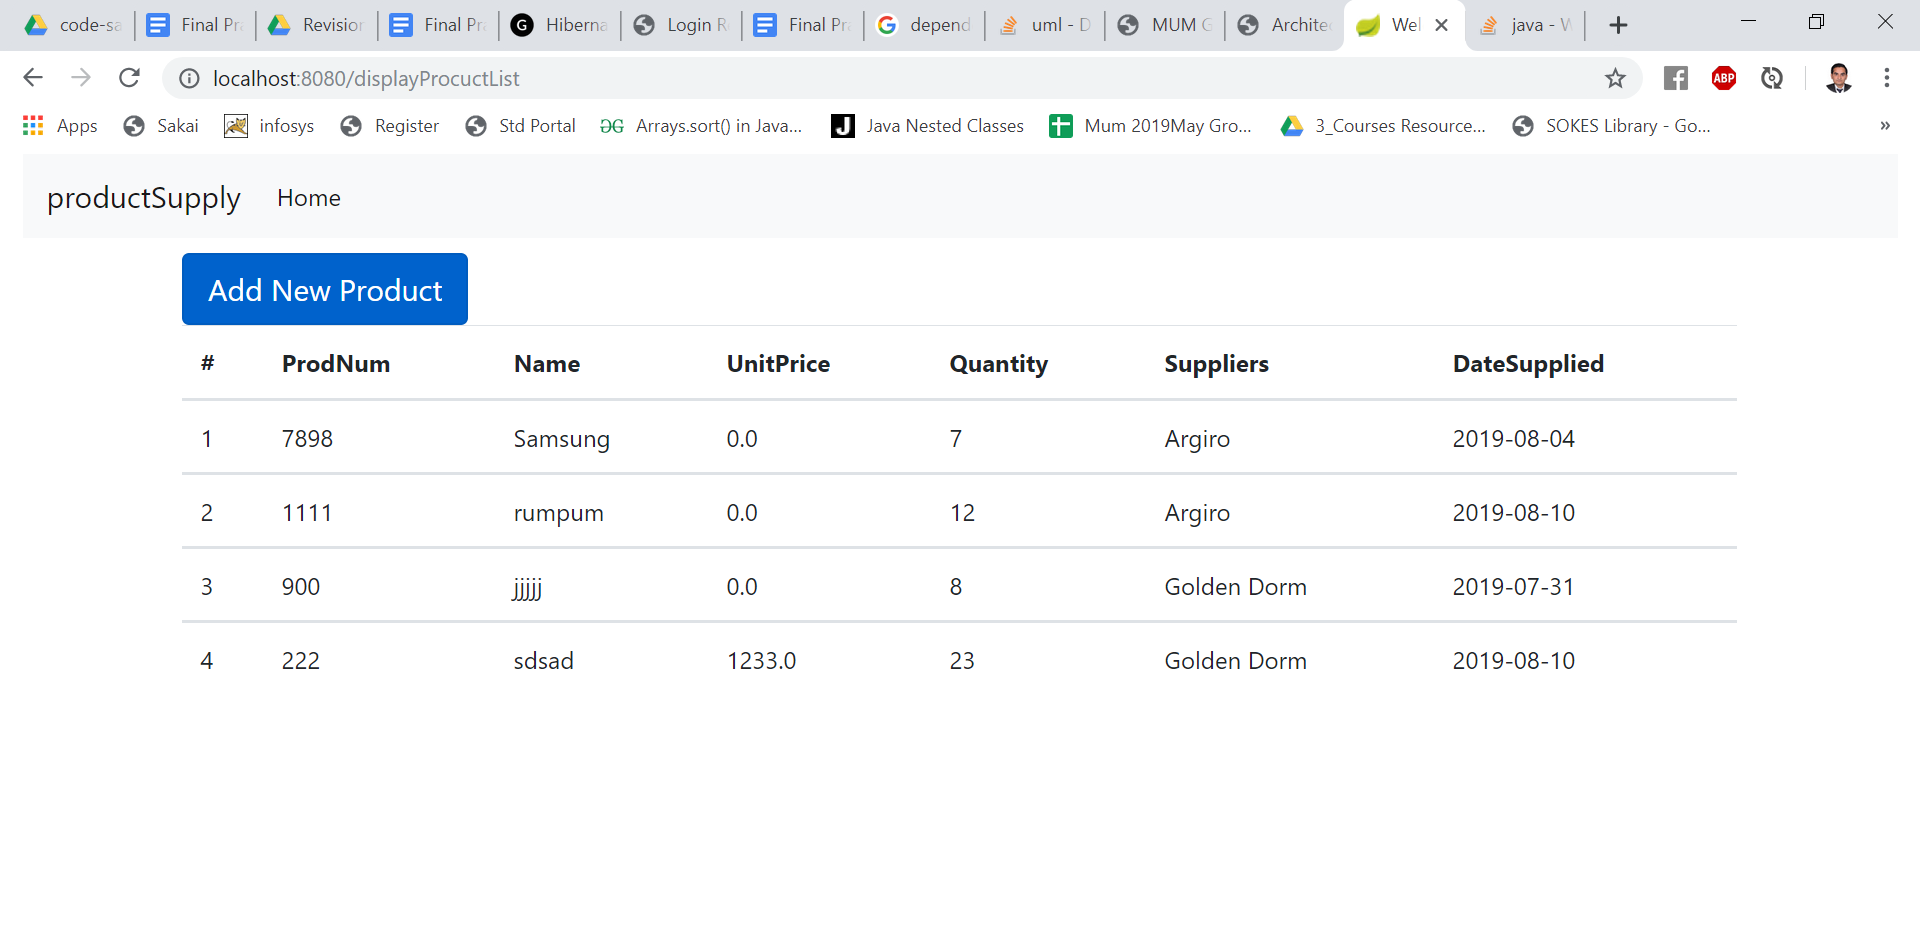 code-sa Final Pr Revision Final Pr Hiberna Login R Final Pr depend uml - D MUM G Architec Wel java - W
localhost:8080/displayProcuctList
Apps Sakai infosys Register Std Portal Arrays.sort() in Java... Java Nested Classes Mum 2019May Gro... 3_Courses Resource... SOKES Library - Go... »
productSupply Home
Add New Product
# ProdNum Name UnitPrice Quantity Suppliers DateSupplied
1 7898 Samsung 0.0 7 Argiro 2019-08-04
2 1111 rumpum 0.0 12 Argiro 2019-08-10
3 900 jjjjj 0.0 8 Golden Dorm 2019-07-31
4 222 sdsad 1233.0 23 Golden Dorm 2019-08-10